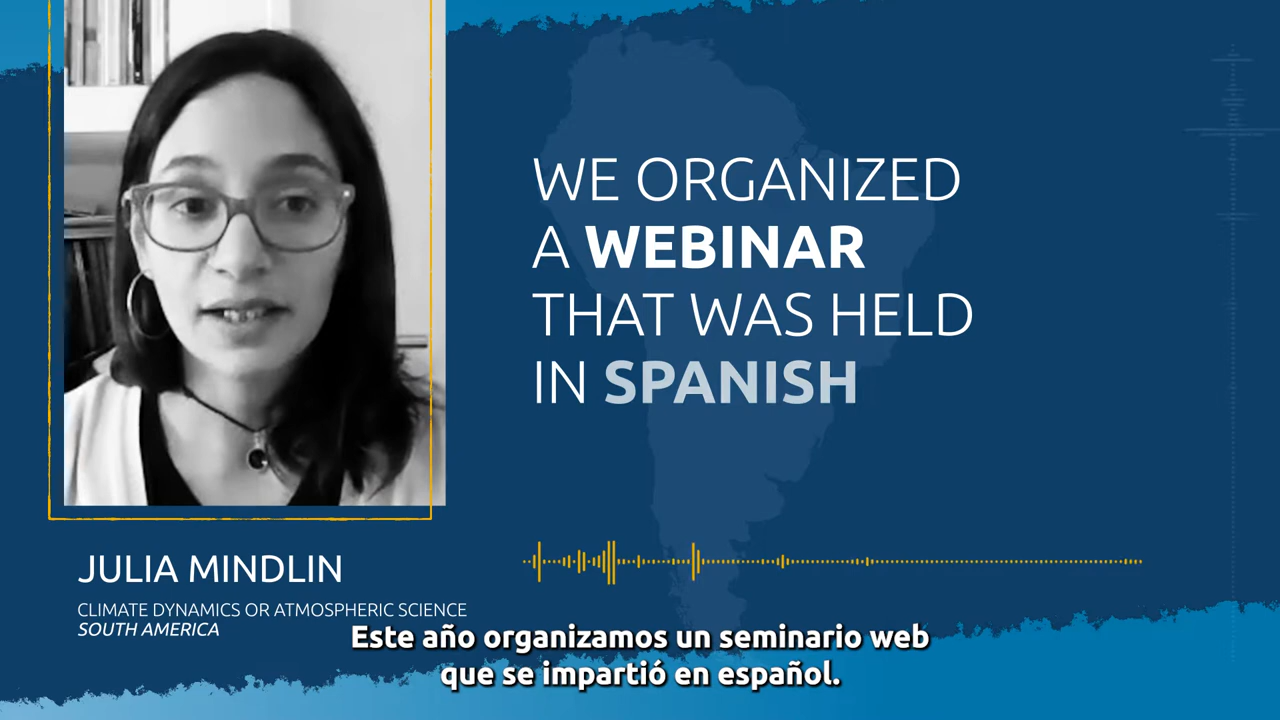 WE ORGANIZED
A WEBINAR
THAT WAS HELD
IN SPANISH
JULIA MINDLIN
CLIMATE DYNAMICS OR ATMOSPHERIC SCIENCE
SOUTH AMERICA
Este año organizamos un seminario web
que se impartió en español.